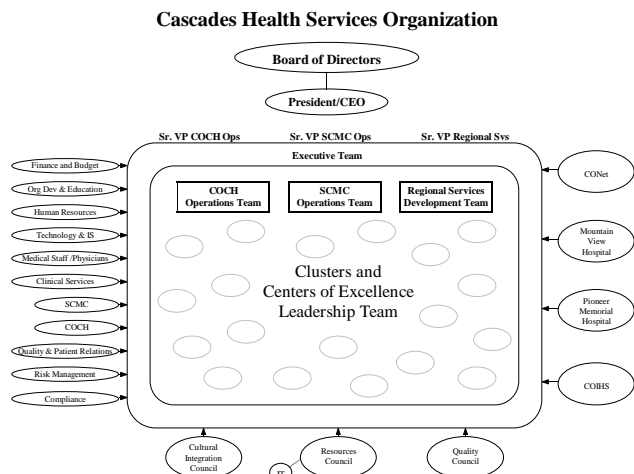 Cascades Health Services Organization
Board of Directors
President/CEO
Sr. VP COCH Ops
Sr. VP SCMC Ops
Sr. VP Regional Svs
Executive Team
Finance and Budget
Org Dev & Education
Human Resources
Technology & IS
Medical Staff /Physicians
Clinical Services
SCMC
COCH
Quality & Patient Relations
Risk Management
Compliance
COCH
Operations Team
SCMC
Operations Team
Regional Services
Development Team
Clusters and
Centers of Excellence
Leadership Team
CONet
Mountain
View
Hospital
Pioneer
Memorial
Hospital
COIHS
Cultural
Integration
Council
IT
Resources
Council
Quality
Council